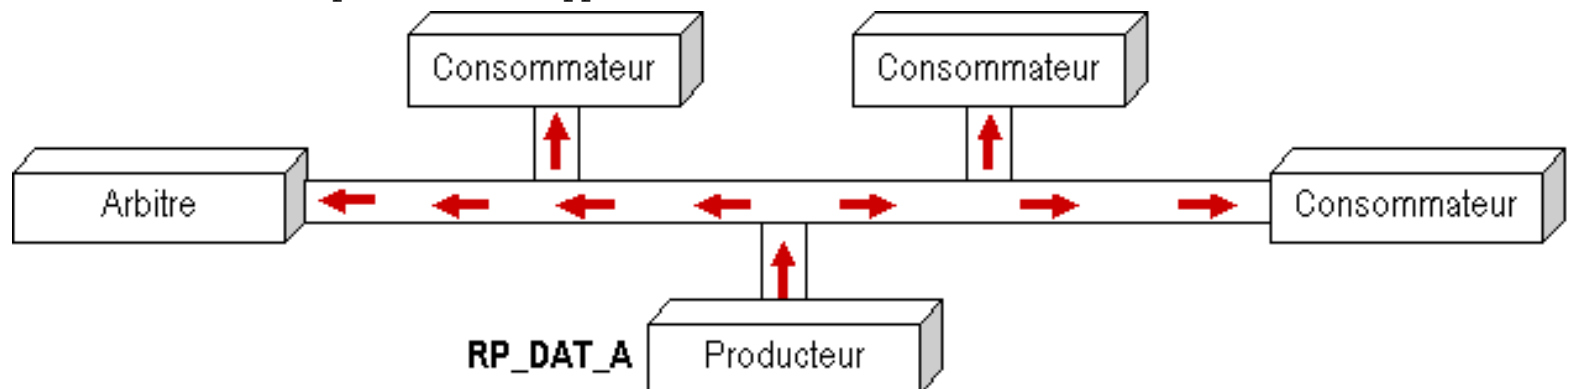 Consommateur
Consommateur
Arbitre
Consommateur
RP_DAT_A
Producteur